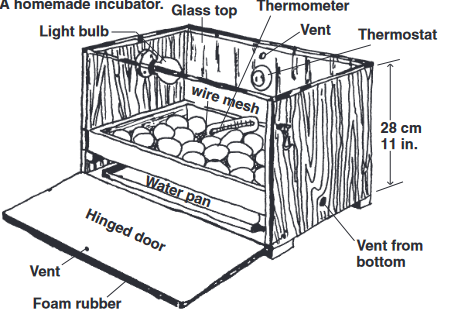 A homemade incubator.
Glass top
Thermometer
Light bulb
Vent
Thermostat
wire mesh
28 cm
11 in.
Water pan
Hinged door
Vent from
bottom
Vent
Foam rubber